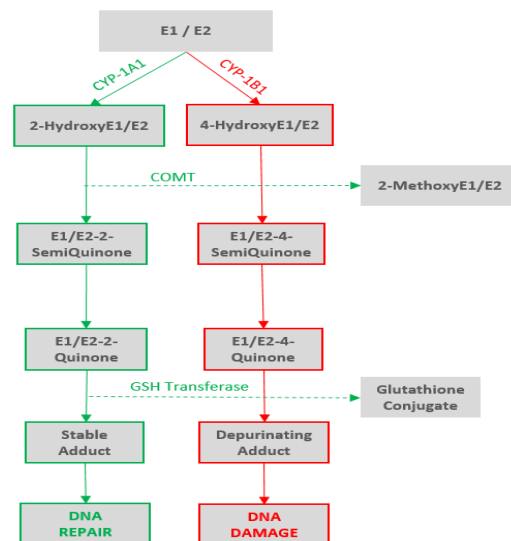 E1 / E2
CYP-1A1
CYP-1B1
2-HydroxyE1/E2
4-HydroxyE1/E2
COMT
2-MethoxyE1/E2
E1/E2-2-
SemiQuinone
E1/E2-4-
SemiQuinone
E1/E2-2-
Quinone
E1/E2-4-
Quinone
GSH Transferase
Glutathione
Conjugate
Stable
Adduct
Depurinating
Adduct
DNA
REPAIR
DNA
DAMAGE